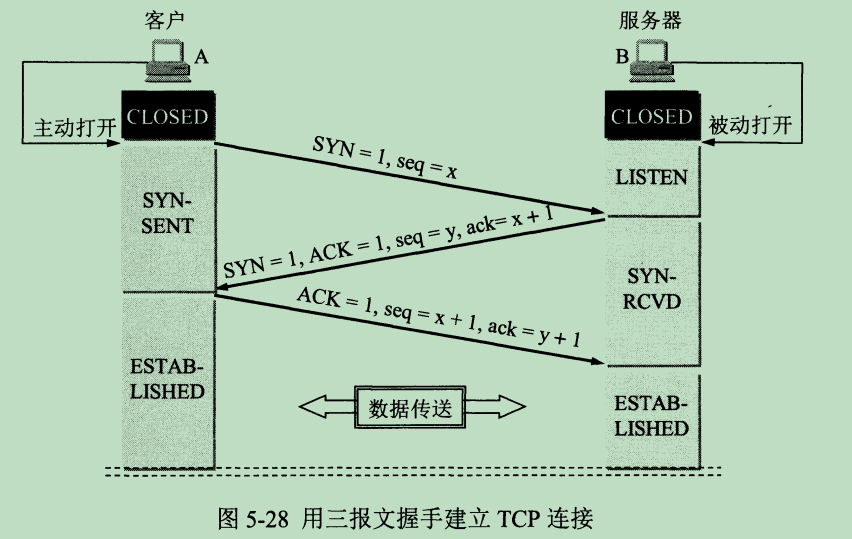 客户
服务器
A
B
CLOSED
CLOSED
主动打开
被动打开
SYN = 1, seq = x
LISTEN
SYN-
SENT
SYN = 1, ACK = 1, seq = y, ack= x + 1
SYN-
RCVD
ACK = 1, seq = x + 1, ack = y + 1
ESTAB-
LISHED
数据传送
ESTAB-
LISHED
图 5-28 用三报文握手建立 TCP 连接